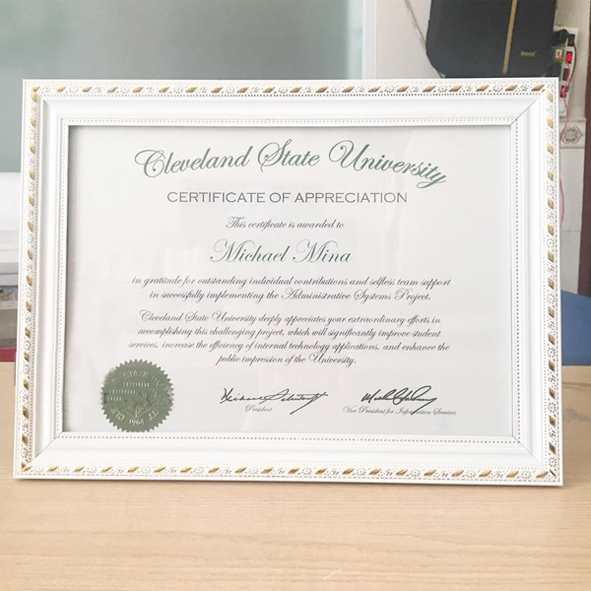 Cleveland State University
CERTIFICATE OF APPRECIATION
This certificate is awarded to
Michael Mina
in gratitude for outstanding individual contributions and selfless team support
in successfully implementing the Administrative Systems Project.
Cleveland State University deeply appreciates your extraordinary efforts in
accomplishing this challenging project, which will significantly improve student
services, increase the efficiency of internal technology applications, and enhance the
public impression of the University.
President
Vice President for Information Services
1964